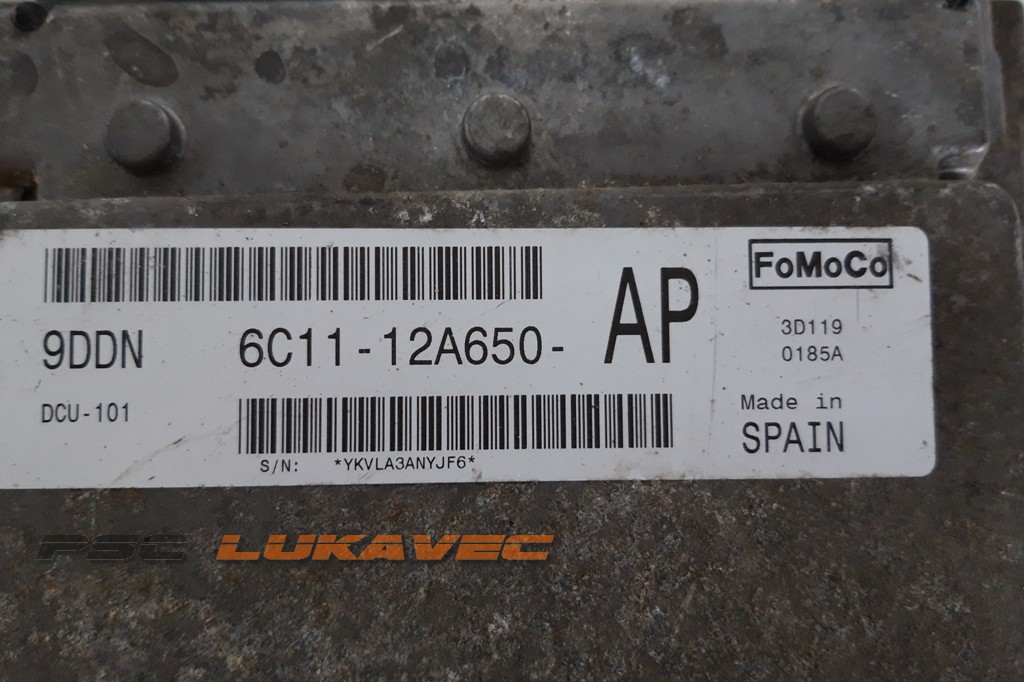 FoMoCo
9DDN 6C11-12A650- AP
3D119
0185A
DCU-101
Made in
SPAIN
S/N: *YKVLA3ANYJF6*
PSC LUKAVEC